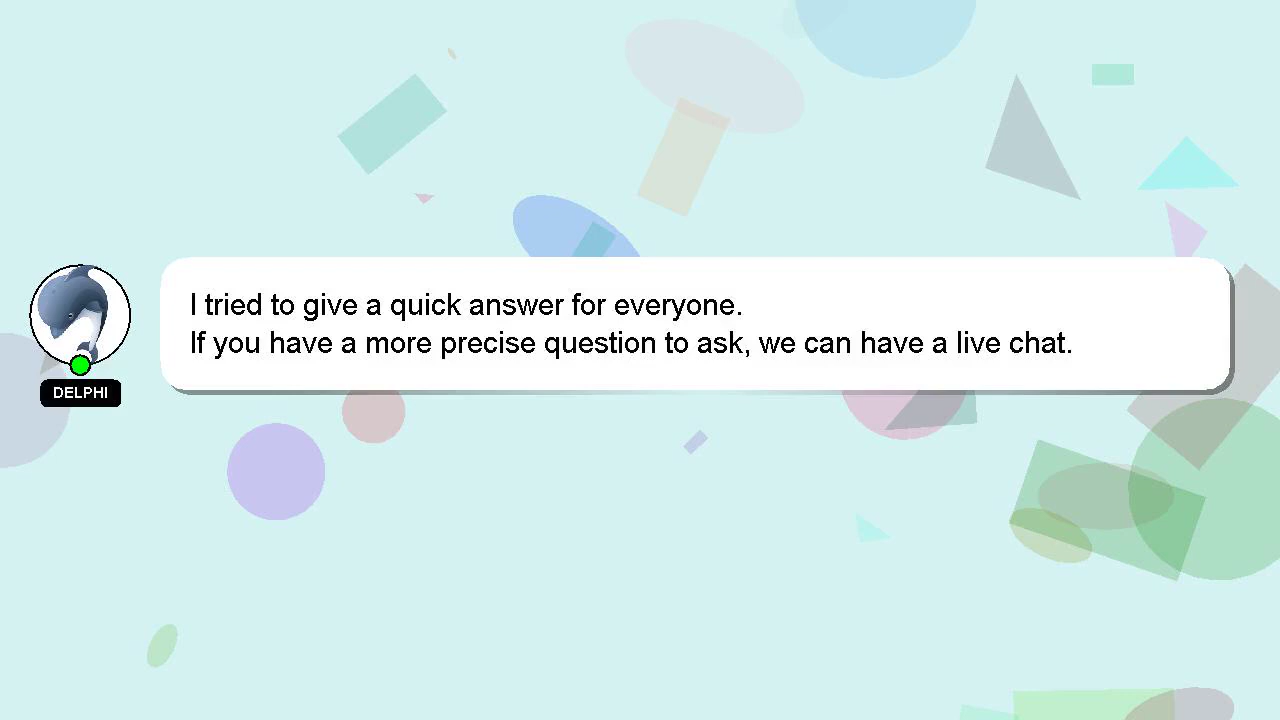 I tried to give a quick answer for everyone.
If you have a more precise question to ask, we can have a live chat.
DELPHI